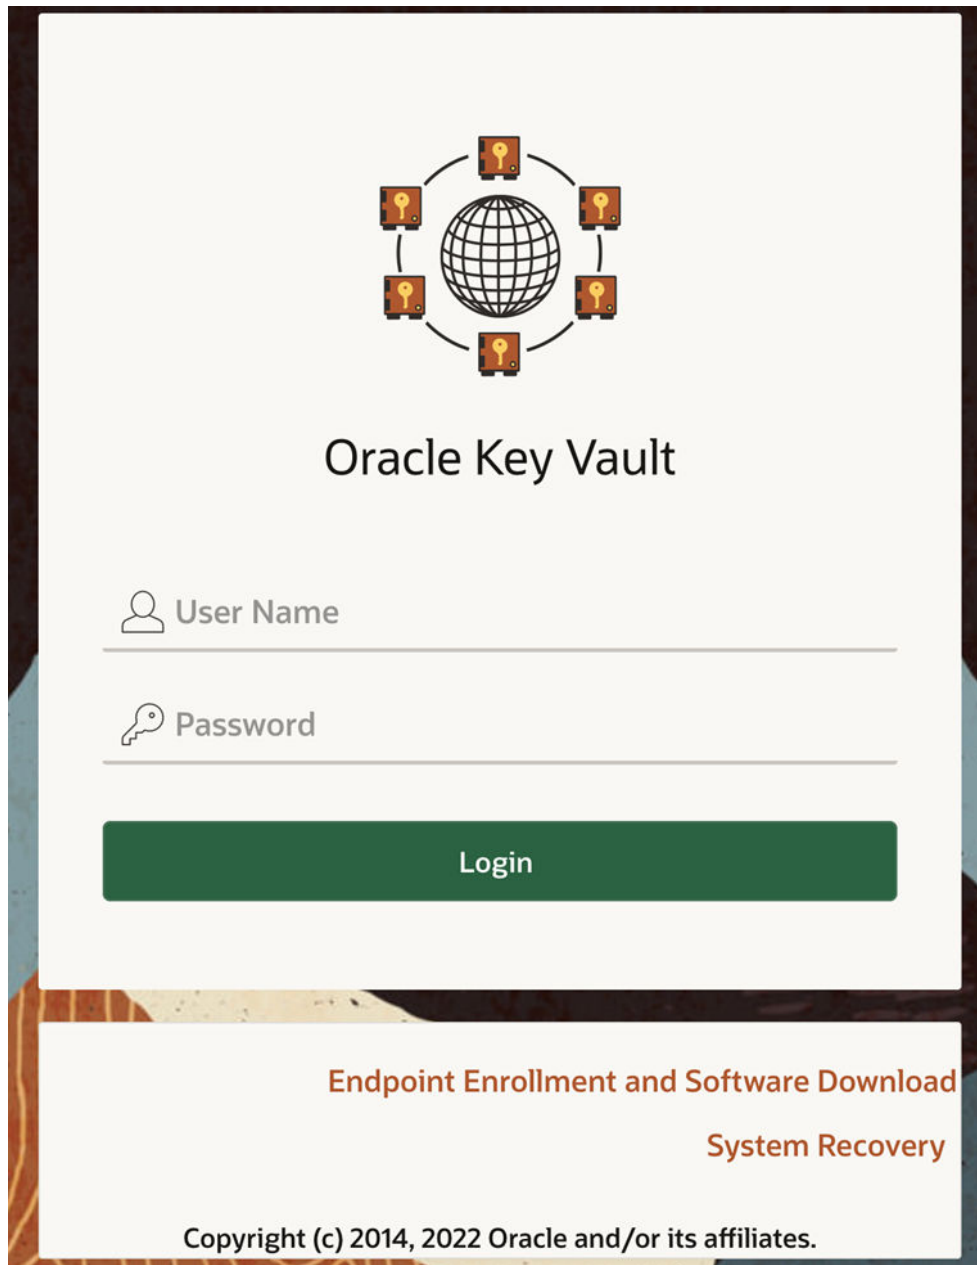 Oracle Key Vault
User Name
Password
Login
Endpoint Enrollment and Software Download
System Recovery
Copyright (c) 2014, 2022 Oracle and/or its affiliates.